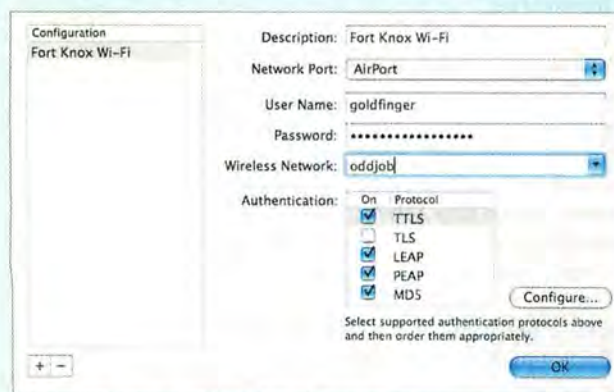 Configuration
Fort Knox Wi-Fi
Description: Fort Knox Wi-Fi
Network Port: AirPort
User Name: goldfinger
Password: •••••••••••••••••
Wireless Network: oddjob
Authentication: On Protocol
TTLS
TLS
LEAP
PEAP
MD5
Configure...
Select supported authentication protocols above
and then order them appropriately.
+ −
OK